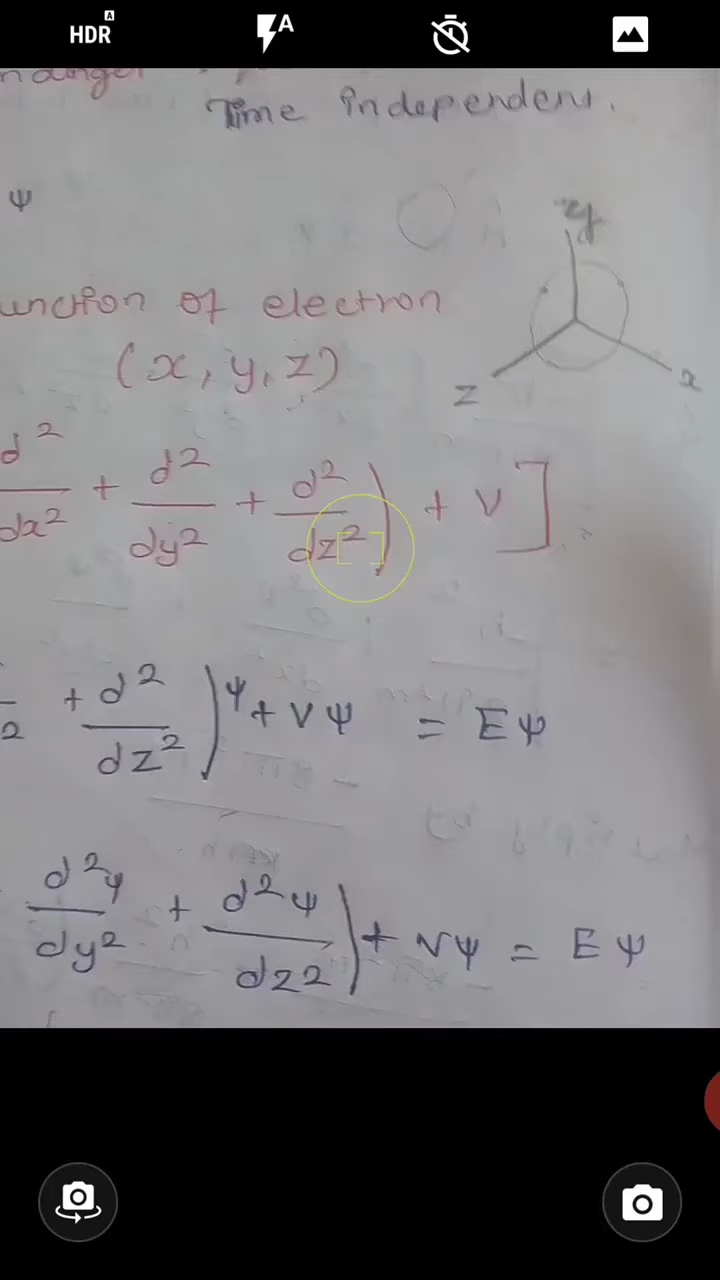 HDR A
A
Time independent.
ψ
y
unction of electron
(x, y, z)
z
x
d² / dx² + d² / dy² + d² / dz² ) + V ]
2 + d² / dz² ) ψ + Vψ = Eψ
d²ψ / dy² + d²ψ / dz2 ) + Vψ = Eψ